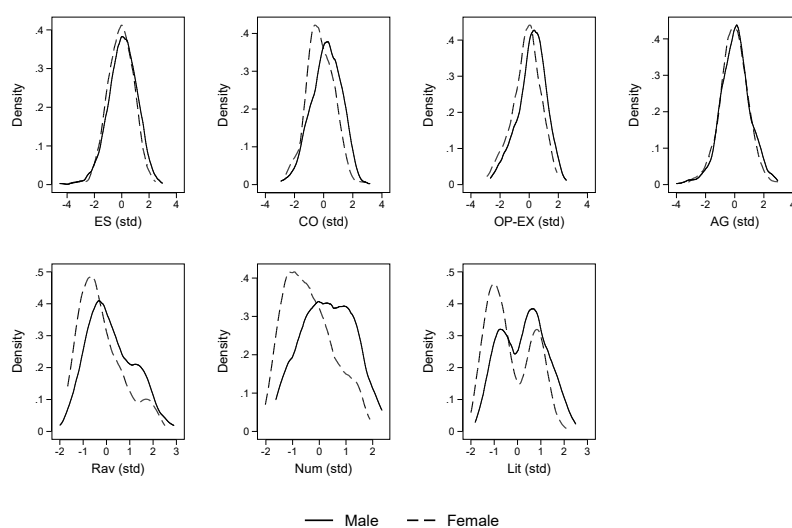 Density
.4
.3
.2
.1
0
-4 -2 0 2 4
ES (std)
Density
.4
.3
.2
.1
0
-4 -2 0 2 4
CO (std)
Density
.4
.2
.1
0
-4 -2 0 2 4
OP-EX (std)
Density
.4
.3
.2
.1
0
-4 -2 0 2 4
AG (std)
Density
.5
.4
.3
.2
.1
0
-2 -1 0 1 2 3
Rav (std)
Density
.4
.3
.2
.1
0
-2 -1 0 1 2
Num (std)
Density
.5
.4
.3
.2
.1
0
-2 -1 0 1 2 3
Lit (std)
Male Female